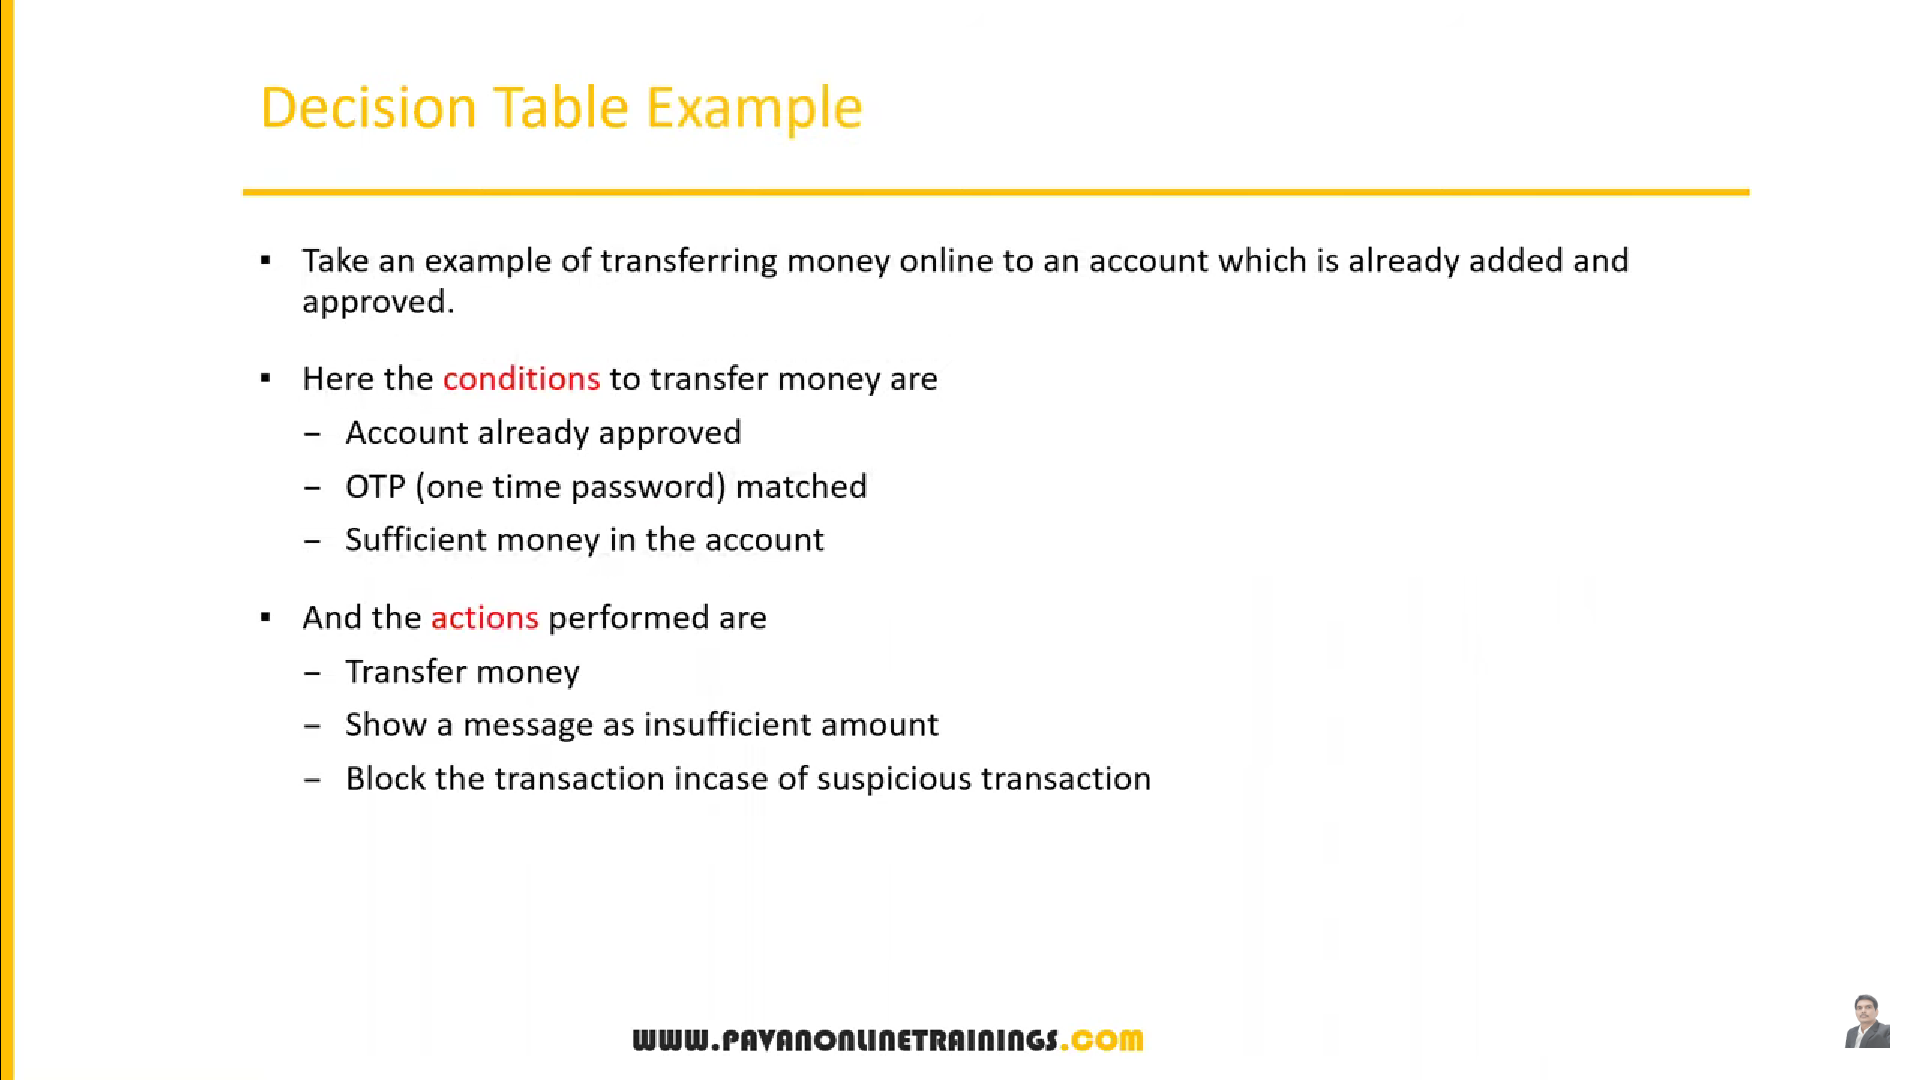 Decision Table Example
▪ Take an example of transferring money online to an account which is already added and
approved.
▪ Here the conditions to transfer money are
– Account already approved
– OTP (one time password) matched
– Sufficient money in the account
▪ And the actions performed are
– Transfer money
– Show a message as insufficient amount
– Block the transaction incase of suspicious transaction
WWW.PAVANONLINETRAININGS.COM